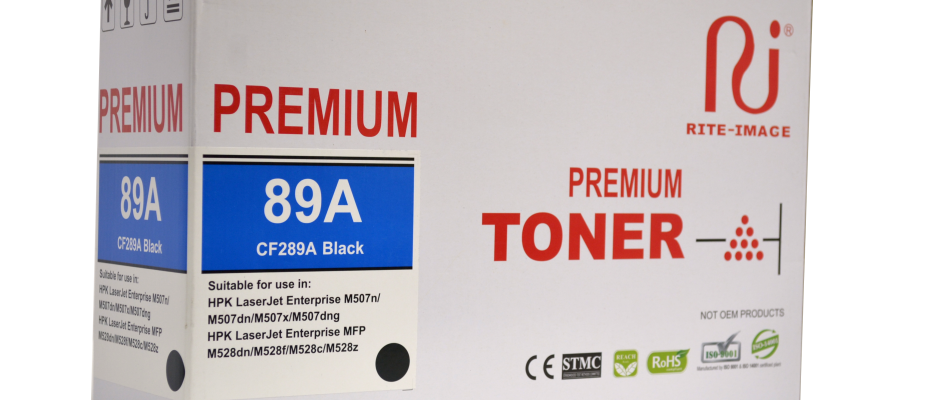 PREMIUM
89A
CF289A Black
Suitable for use in:
HPK LaserJet Enterprise M507n/
M507dn/M507x/M507dng
HPK LaserJet Enterprise MFP
M528dn/M528f/M528c/M528z
PREMIUM
89A
CF289A Black
Suitable for use in:
HPK LaserJet Enterprise M507n/
M507dn/M507x/M507dng
HPK LaserJet Enterprise MFP
M528dn/M528f/M528c/M528z
Ri®
RITE-IMAGE
PREMIUM
TONER
NOT OEM PRODUCTS
CE STMC REACH RoHS ISO 9001 ISO-14001